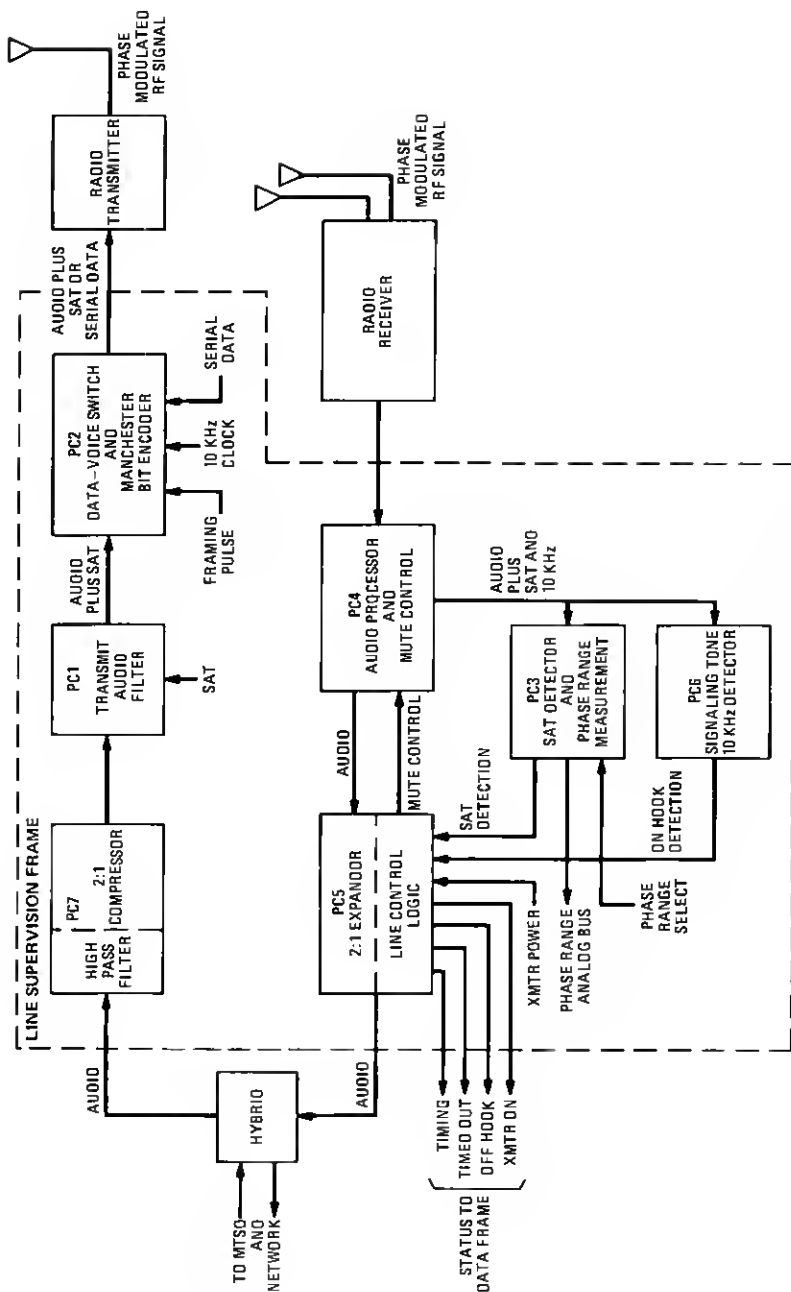 LINE SUPERVISION FRAME
TO MTSO
AND
NETWORK
HYBRID
AUDIO
HIGH
PASS
FILTER
PC7
2:1
COMPRESSOR
PC1
TRANSMIT
AUDIO
FILTER
SAT
AUDIO
PLUS SAT
PC2
DATA-VOICE SWITCH
AND
MANCHESTER
BIT ENCODER
FRAMING
PULSE
10 KHz
CLOCK
SERIAL
DATA
AUDIO PLUS
SAT OR
SERIAL DATA
RADIO
TRANSMITTER
PHASE
MODULATED
RF SIGNAL
AUDIO
PC5
2:1 EXPANDOR
LINE CONTROL
LOGIC
AUDIO
MUTE CONTROL
PC4
AUDIO PROCESSOR
AND
MUTE CONTROL
RADIO
RECEIVER
PHASE
MODULATED
RF SIGNAL
AUDIO
PLUS
SAT AND
10 KHz
PC3
SAT DETECTOR
AND
PHASE RANGE
MEASUREMENT
PC6
SIGNALING TONE
10 KHz DETECTOR
SAT
DETECTION
ON HOOK
DETECTION
XMTR POWER
PHASE RANGE
ANALOG BUS
PHASE
RANGE
SELECT
TIMING
TIMED OUT
OFF HOOK
XMTR ON
STATUS TO
DATA FRAME